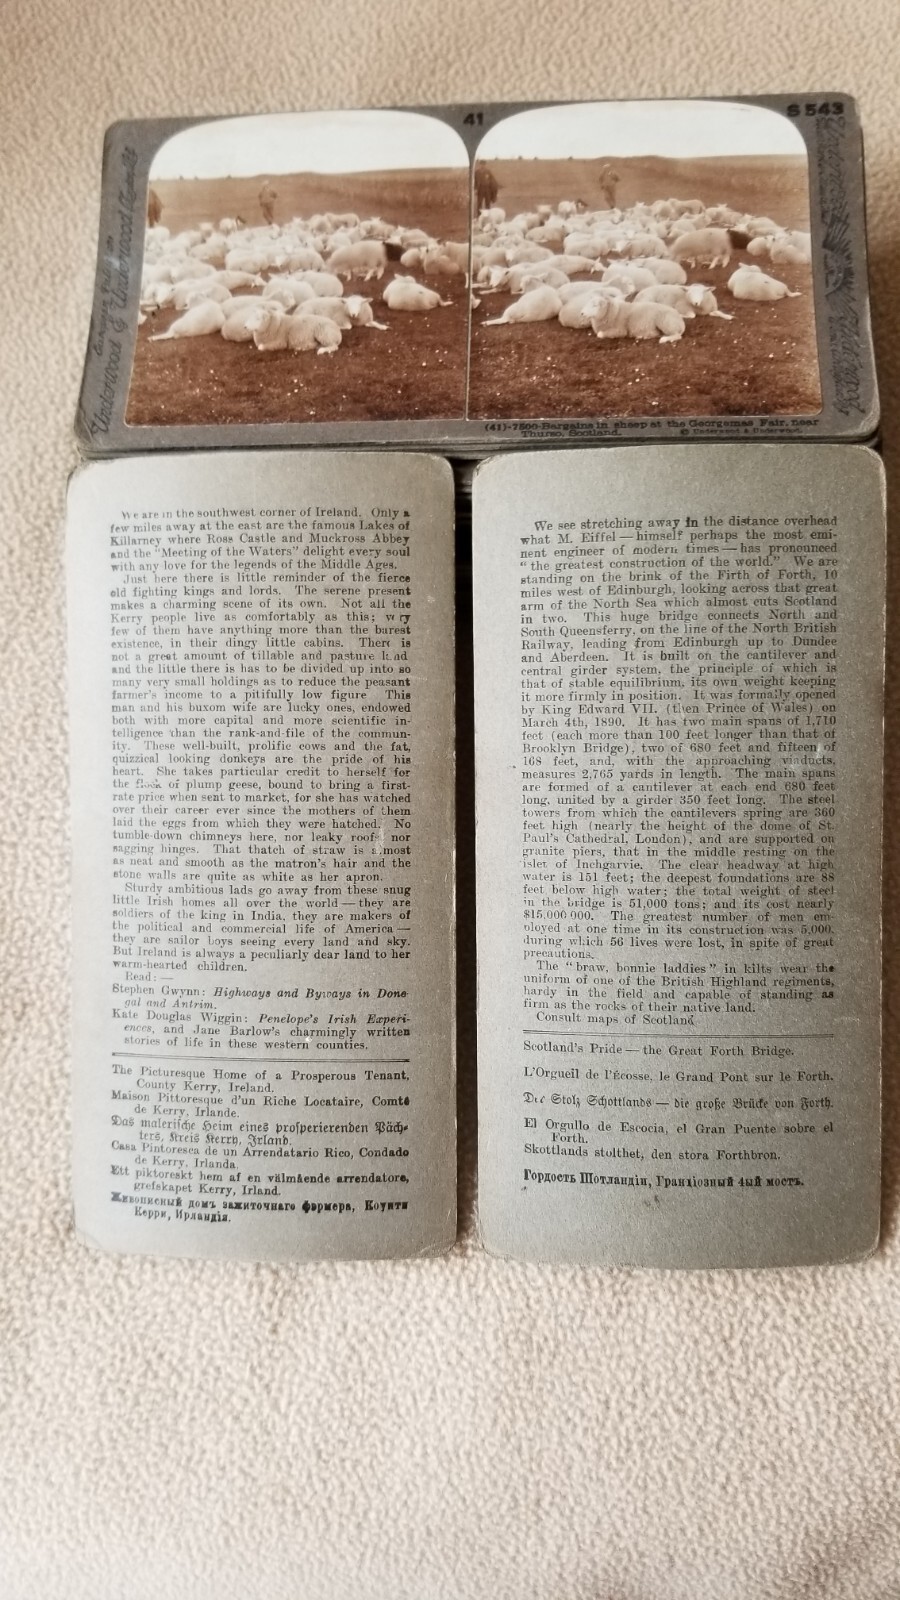 41
S 543
Underwood & Underwood
(41)-7500-Bargains in sheep at the Georgemas Fair, near
Thurso, Scotland. © Underwood & Underwood.
We are in the southwest corner of Ireland. Only a
few miles away at the east are the famous Lakes of
Killarney where Ross Castle and Muckross Abbey
and the "Meeting of the Waters" delight every soul
with any love for the legends of the Middle Ages.
Just here there is little reminder of the fierce
old fighting kings and lords. The serene present
makes a charming scene of its own. Not all the
Kerry people live as comfortably as this; very
few of them have anything more than the barest
existence, in their dingy little cabins. There is
not a great amount of tillable and pasture land
and the little there is has to be divided up into so
many very small holdings as to reduce the peasant
farmer's income to a pitifully low figure This
man and his buxom wife are lucky ones, endowed
both with more capital and more scientific in-
telligence than the rank-and-file of the commun-
ity. These well-built, prolific cows and the fat,
quizzical looking donkeys are the pride of his
heart. She takes particular credit to herself for
the flock of plump geese, bound to bring a first-
rate price when sent to market, for she has watched
over their career ever since the mothers of them
laid the eggs from which they were hatched. No
tumble-down chimneys here, nor leaky roofs nor
sagging hinges. That thatch of straw is almost
as neat and smooth as the matron's hair and the
stone walls are quite as white as her apron.
Sturdy ambitious lads go away from these snug
little Irish homes all over the world — they are
soldiers of the king in India, they are makers of
the political and commercial life of America —
they are sailor boys seeing every land and sky.
But Ireland is always a peculiarly dear land to her
warm-hearted children.
Read: —
Stephen Gwynn: Highways and Byways in Done
gal and Antrim.
Kate Douglas Wiggin: Penelope's Irish Experi-
ences, and Jane Barlow's charmingly written
stories of life in these western counties.
The Picturesque Home of a Prosperous Tenant,
County Kerry, Ireland.
Maison Pittoresque d'un Riche Locataire, Comté
de Kerry, Irlande.
Das malerische Heim eines prosperierenden Päch-
ters, Kreis Kerry, Irland.
Casa Pintoresca de un Arrendatario Rico, Condado
de Kerry, Irlanda.
Ett piktoreskt hem af en välmående arrendatore,
grefskapet Kerry, Irland.
Живописный домъ зажиточнаго фэрмера, Коунти
Керри, Ирландія.
We see stretching away in the distance overhead
what M. Eiffel — himself perhaps the most emi-
nent engineer of modern times — has pronounced
"the greatest construction of the world." We are
standing on the brink of the Firth of Forth, 10
miles west of Edinburgh, looking across that great
arm of the North Sea which almost cuts Scotland
in two. This huge bridge connects North and
South Queensferry, on the line of the North British
Railway, leading from Edinburgh up to Dundee
and Aberdeen. It is built on the cantilever and
central girder system, the principle of which is
that of stable equilibrium, its own weight keeping
it more firmly in position. It was formally opened
by King Edward VII. (then Prince of Wales) on
March 4th, 1890. It has two main spans of 1,710
feet (each more than 100 feet longer than that of
Brooklyn Bridge), two of 680 feet and fifteen of
168 feet, and, with the approaching viaducts,
measures 2,765 yards in length. The main spans
are formed of a cantilever at each end 680 feet
long, united by a girder 350 feet long. The steel
towers from which the cantilevers spring are 360
feet high (nearly the height of the dome of St.
Paul's Cathedral, London), and are supported on
granite piers, that in the middle resting on the
islet of Inchgarvie. The clear headway at high
water is 151 feet; the deepest foundations are 88
feet below high water; the total weight of steel
in the bridge is 51,000 tons; and its cost nearly
$15,000 000. The greatest number of men em-
ployed at one time in its construction was 5,000,
during which 56 lives were lost, in spite of great
precautions.
The "braw, bonnie laddies" in kilts wear the
uniform of one of the British Highland regiments,
hardy in the field and capable of standing as
firm as the rocks of their native land.
Consult maps of Scotland
Scotland's Pride — the Great Forth Bridge.
L'Orgueil de l'Écosse, le Grand Pont sur le Forth.
Der Stolz Schottlands — die große Brücke von Forth.
El Orgullo de Escocia, el Gran Puente sobre el
Forth.
Skottlands stolthet, den stora Forthbron.
Гордость Шотландіи, Грандіозный 4ый мостъ.